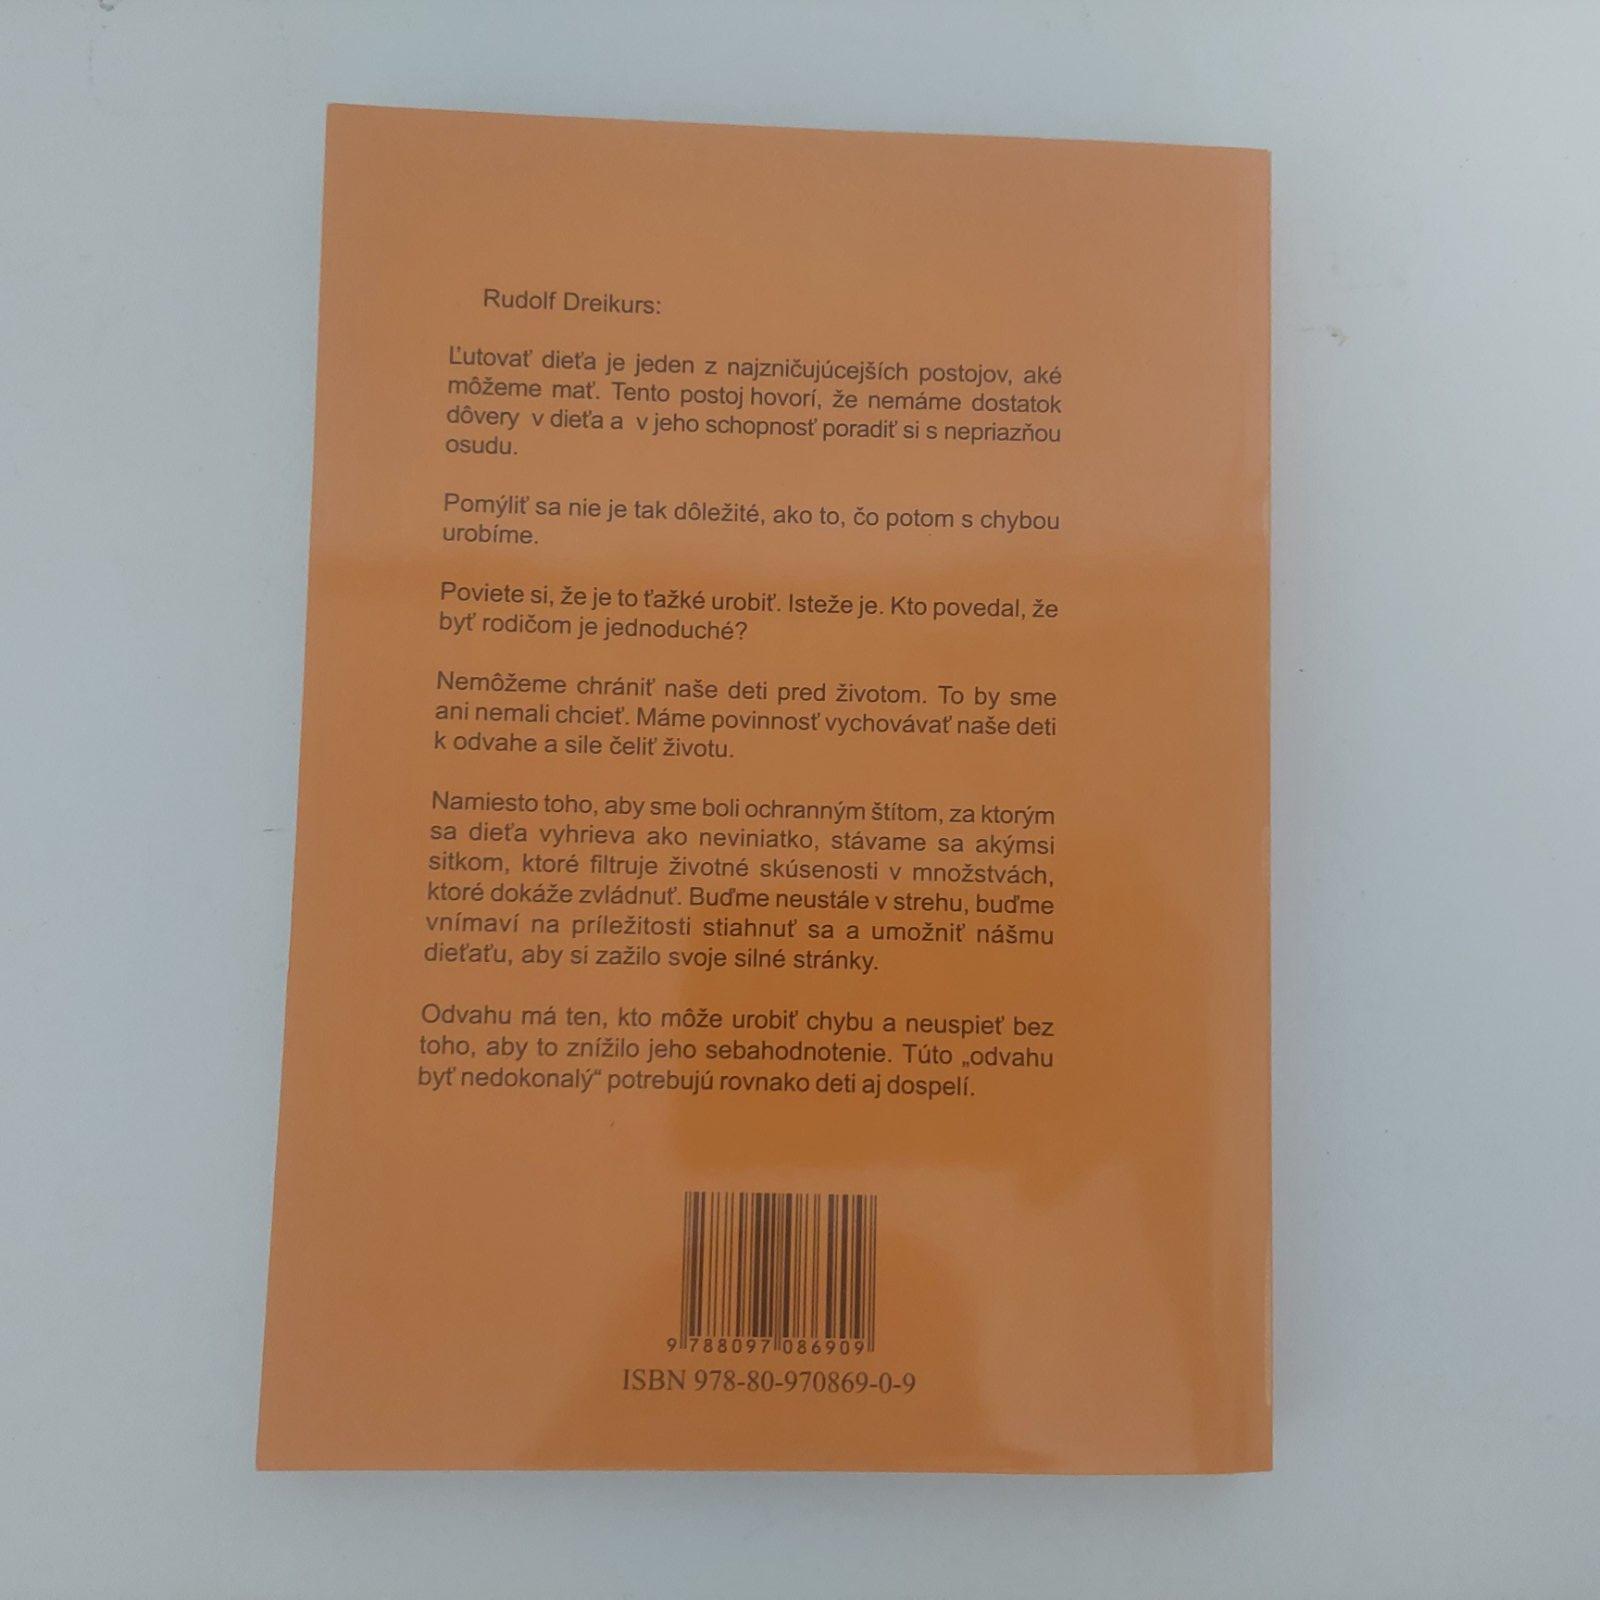 Rudolf Dreikurs:
Ľutovať dieťa je jeden z najzničujúcejších postojov, aké
môžeme mať. Tento postoj hovorí, že nemáme dostatok
dôvery v dieťa a v jeho schopnosť poradiť si s nepriazňou
osudu.
Pomýliť sa nie je tak dôležité, ako to, čo potom s chybou
urobíme.
Poviete si, že je to ťažké urobiť. Isteže je. Kto povedal, že
byť rodičom je jednoduché?
Nemôžeme chrániť naše deti pred životom. To by sme
ani nemali chcieť. Máme povinnosť vychovávať naše deti
k odvahe a sile čeliť životu.
Namiesto toho, aby sme boli ochranným štítom, za ktorým
sa dieťa vyhrieva ako neviniatko, stávame sa akýmsi
sitkom, ktoré filtruje životné skúsenosti v množstvách,
ktoré dokáže zvládnuť. Buďme neustále v strehu, buďme
vnímaví na príležitosti stiahnuť sa a umožniť nášmu
dieťaťu, aby si zažilo svoje silné stránky.
Odvahu má ten, kto môže urobiť chybu a neuspieť bez
toho, aby to znížilo jeho sebahodnotenie. Túto „odvahu
byť nedokonalý“ potrebujú rovnako deti aj dospelí.
9 788097 086909
ISBN 978-80-970869-0-9